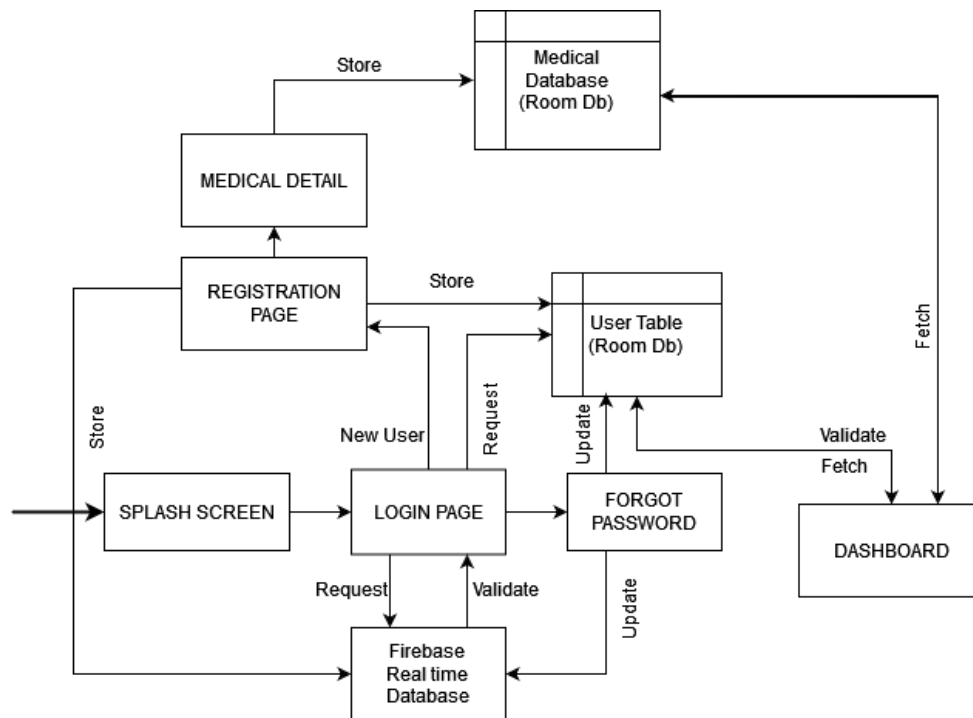 Medical
Database
(Room Db)
Store
MEDICAL DETAIL
REGISTRATION
PAGE
Store
User Table
(Room Db)
Fetch
Store
New User
Request
Update
Validate
Fetch
SPLASH SCREEN
LOGIN PAGE
FORGOT
PASSWORD
DASHBOARD
Request
Validate
Update
Firebase
Real time
Database